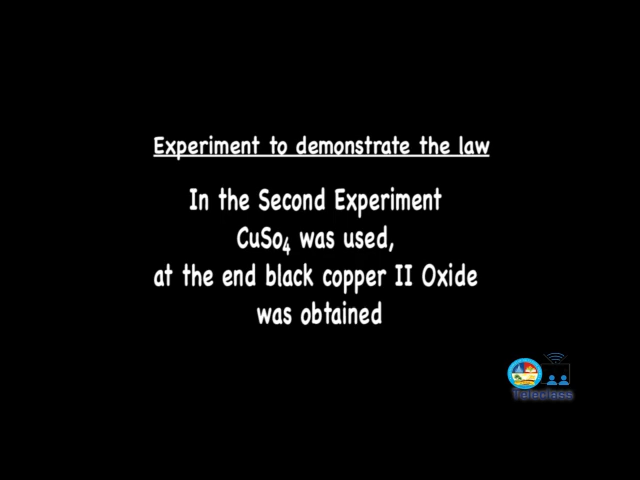 Experiment to demonstrate the law
In the Second Experiment
CuSo₄ was used,
at the end black copper II Oxide
was obtained
Teleclass